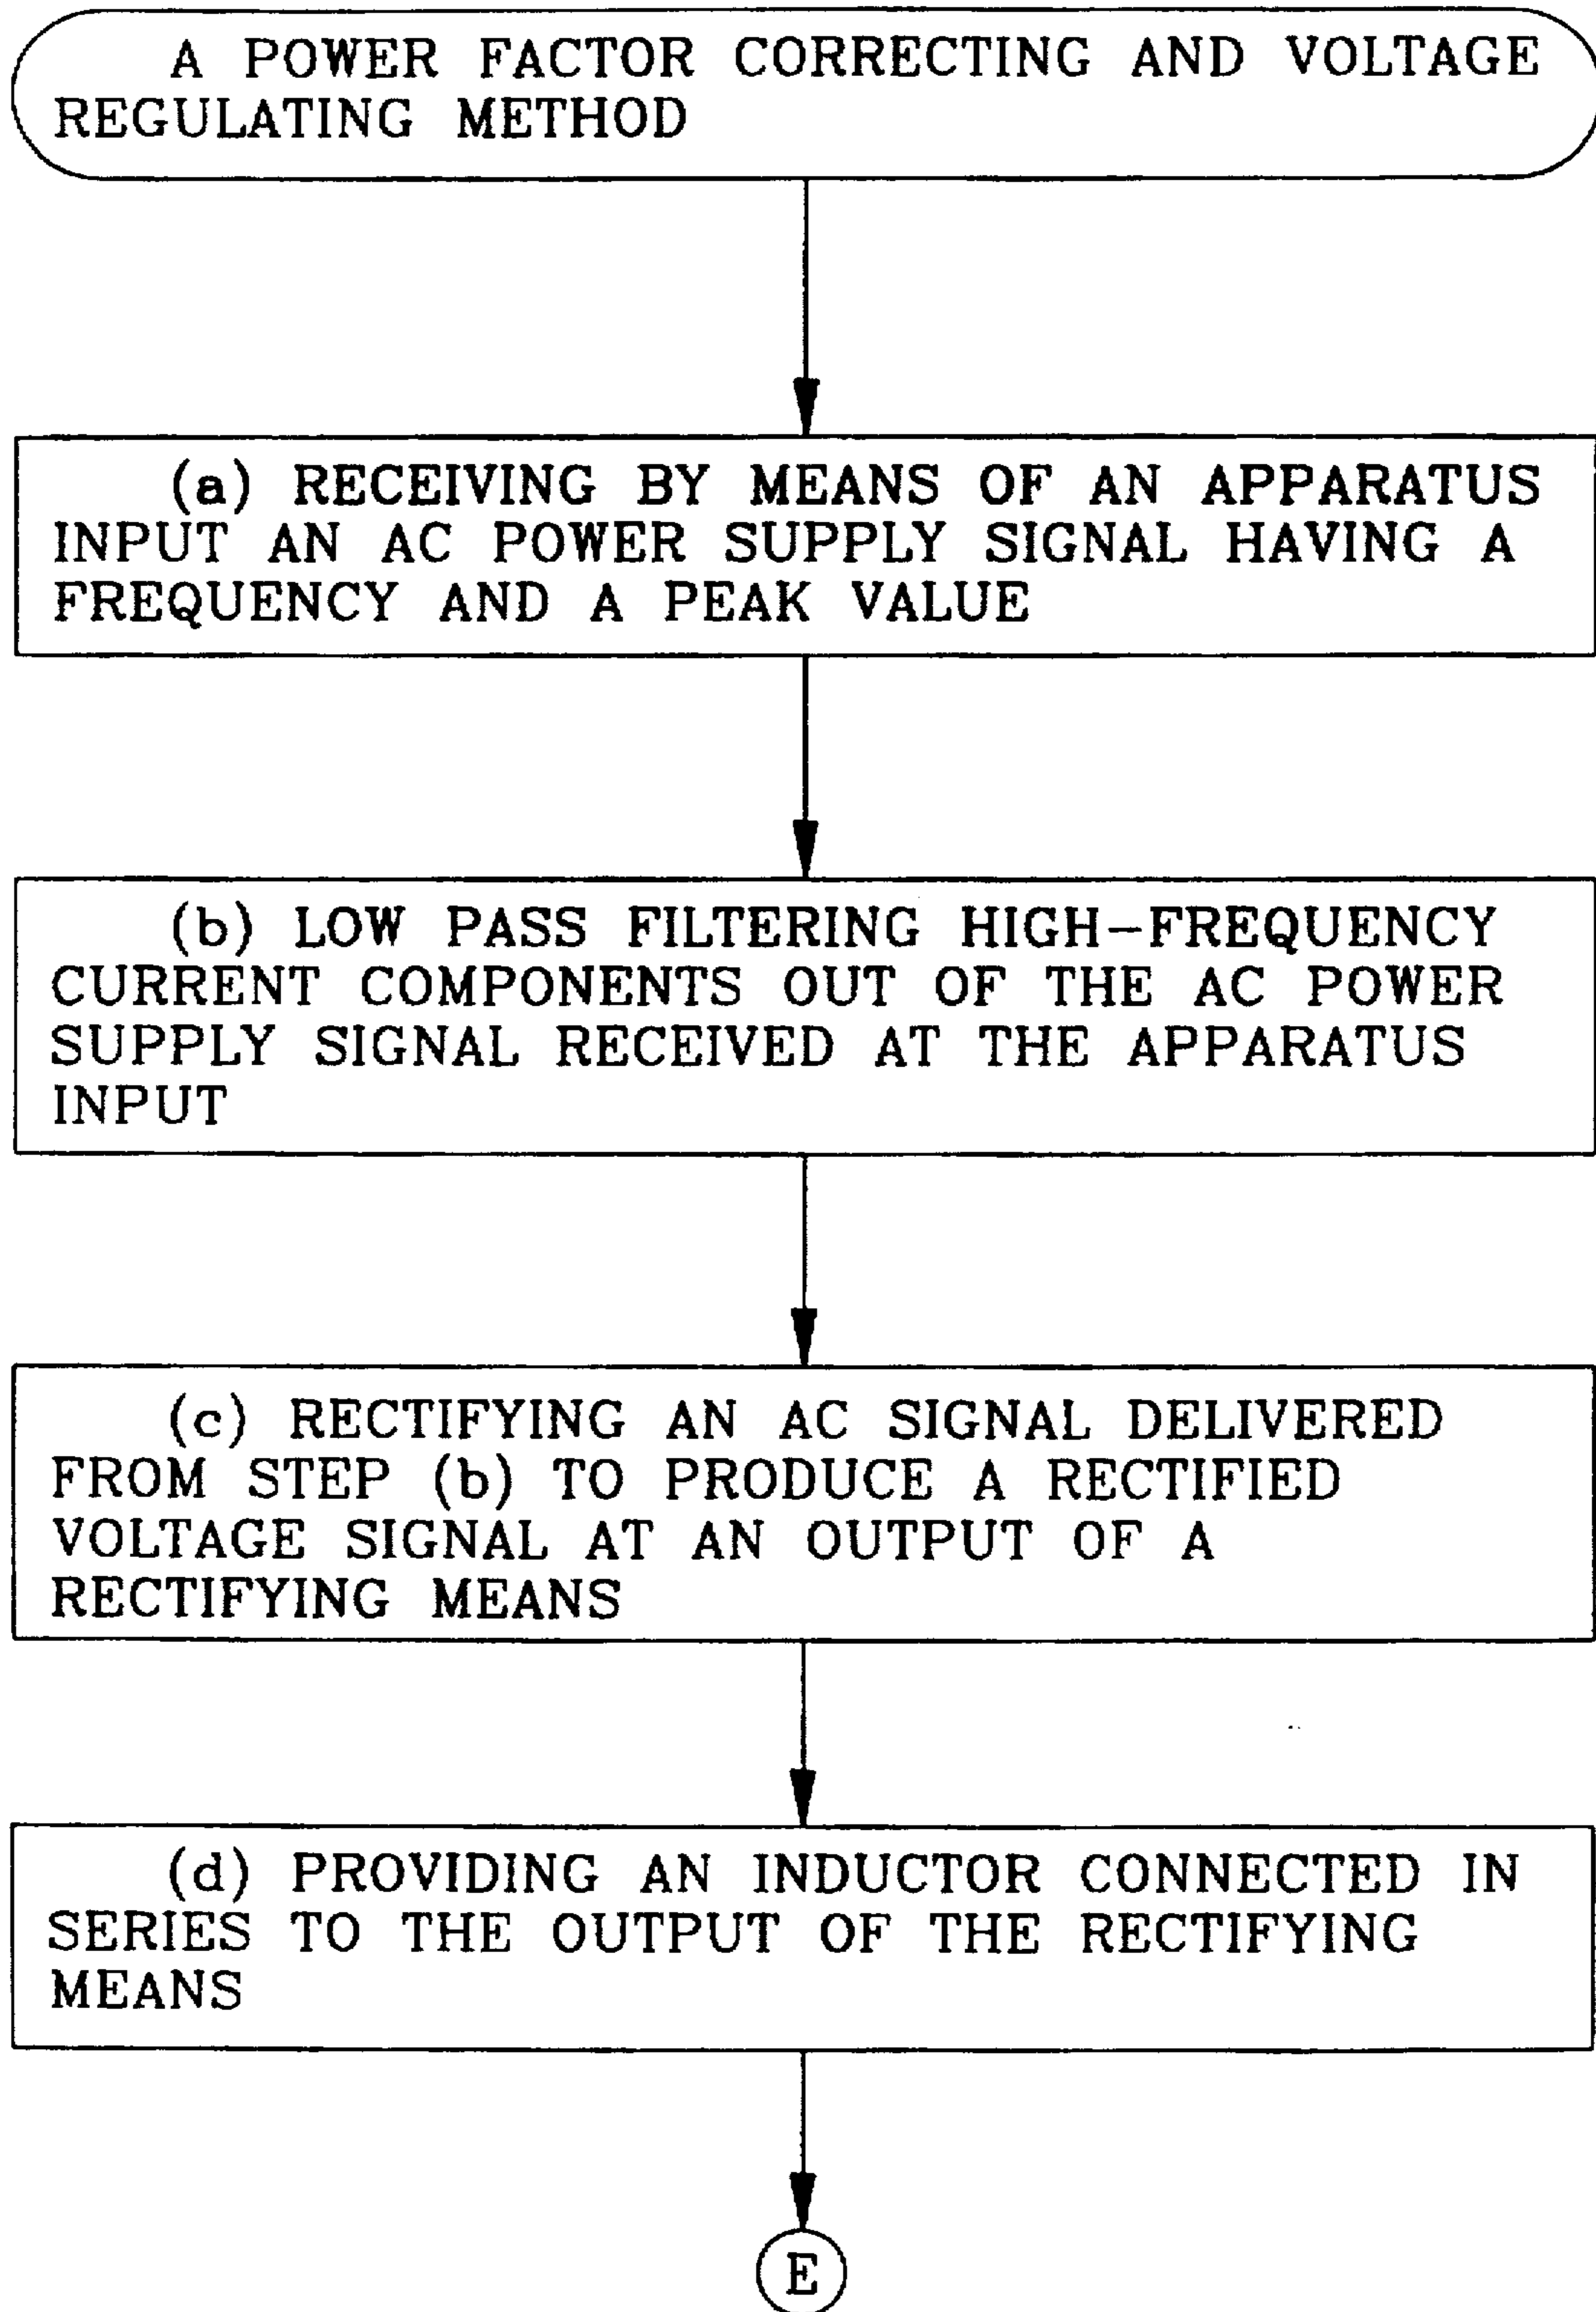 A POWER FACTOR CORRECTING AND VOLTAGE
REGULATING METHOD
(a) RECEIVING BY MEANS OF AN APPARATUS
INPUT AN AC POWER SUPPLY SIGNAL HAVING A
FREQUENCY AND A PEAK VALUE
(b) LOW PASS FILTERING HIGH-FREQUENCY
CURRENT COMPONENTS OUT OF THE AC POWER
SUPPLY SIGNAL RECEIVED AT THE APPARATUS
INPUT
(c) RECTIFYING AN AC SIGNAL DELIVERED
FROM STEP (b) TO PRODUCE A RECTIFIED
VOLTAGE SIGNAL AT AN OUTPUT OF A
RECTIFYING MEANS
(d) PROVIDING AN INDUCTOR CONNECTED IN
SERIES TO THE OUTPUT OF THE RECTIFYING
MEANS
E